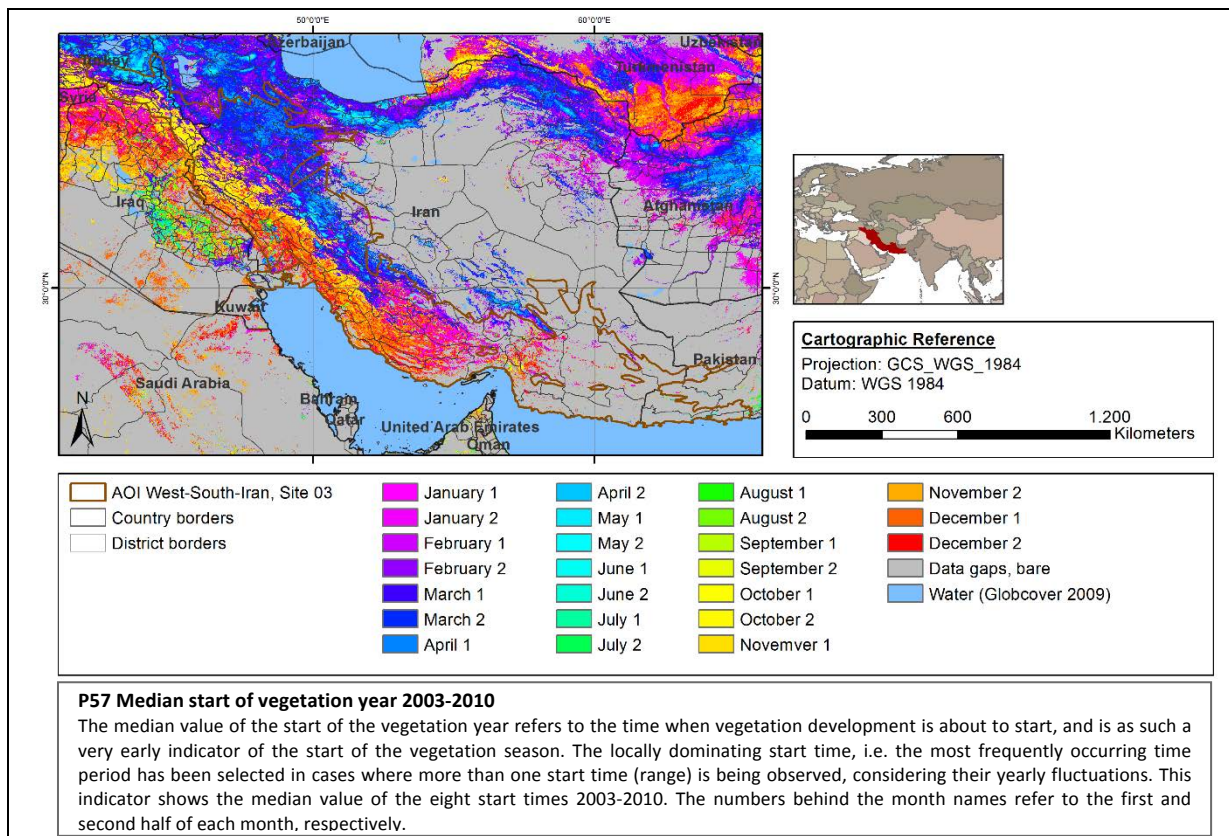 50°0'0"E 60°0'0"E
Azerbaijan Uzbekistan
Turkey Turkmenistan
Syria
Iraq Iran Afghanistan
30°0'0"N 30°0'0"N
Kuwait
Pakistan
Saudi Arabia
N
Bahrain
Qatar United Arab Emirates
Oman
50°0'0"E 60°0'0"E
Cartographic Reference
Projection: GCS_WGS_1984
Datum: WGS 1984
0 300 600 1.200
Kilometers
AOI West-South-Iran, Site 03
Country borders
District borders
January 1
January 2
February 1
February 2
March 1
March 2
April 1
April 2
May 1
May 2
June 1
June 2
July 1
July 2
August 1
August 2
September 1
September 2
October 1
October 2
Novemver 1
November 2
December 1
December 2
Data gaps, bare
Water (Globcover 2009)
P57 Median start of vegetation year 2003-2010
The median value of the start of the vegetation year refers to the time when vegetation development is about to start, and is as such a
very early indicator of the start of the vegetation season. The locally dominating start time, i.e. the most frequently occurring time
period has been selected in cases where more than one start time (range) is being observed, considering their yearly fluctuations. This
indicator shows the median value of the eight start times 2003-2010. The numbers behind the month names refer to the first and
second half of each month, respectively.